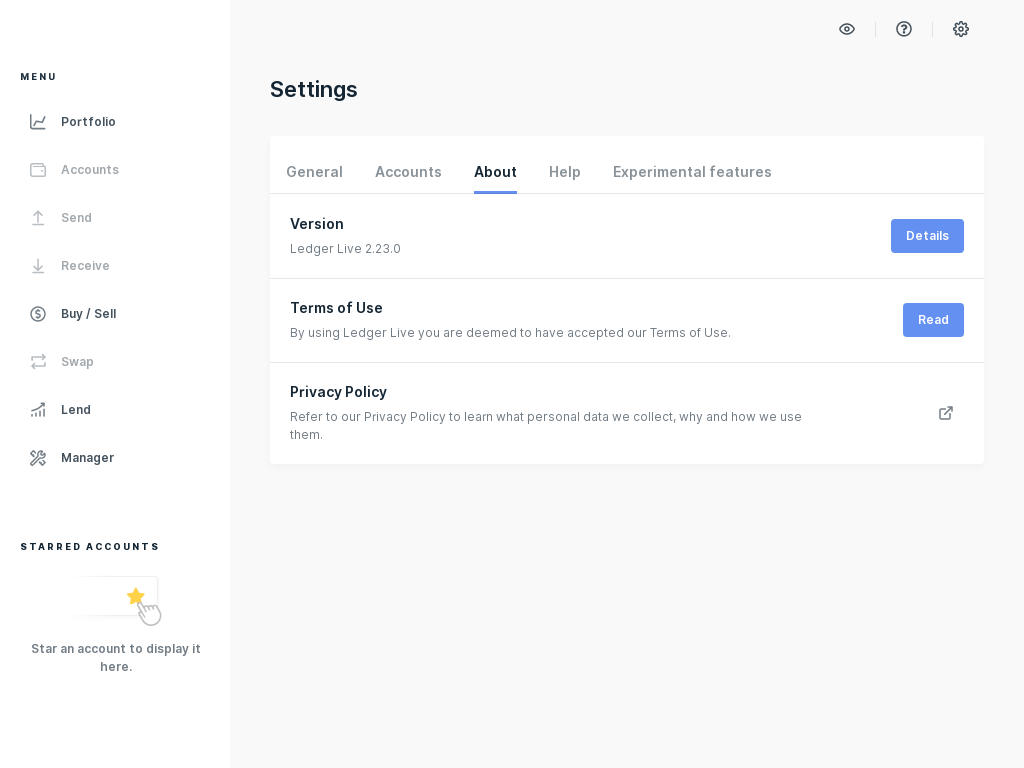 MENU
Portfolio
Accounts
Send
Receive
Buy / Sell
Swap
Lend
Manager
STARRED ACCOUNTS
Star an account to display it
here.
Settings
General Accounts About Help Experimental features
Version
Ledger Live 2.23.0
Details
Terms of Use
By using Ledger Live you are deemed to have accepted our Terms of Use.
Read
Privacy Policy
Refer to our Privacy Policy to learn what personal data we collect, why and how we use
them.